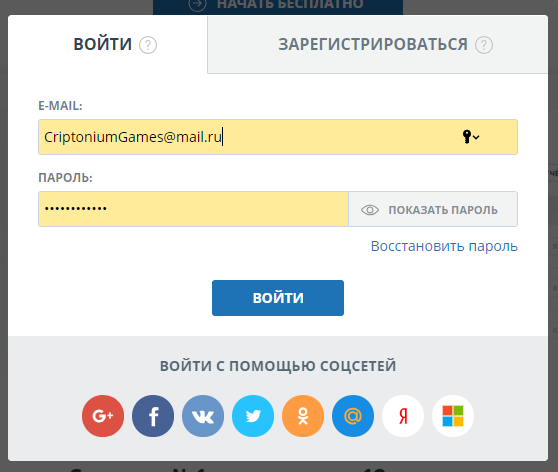 НАЧАТЬ БЕСПЛАТНО
ВОЙТИ ? ЗАРЕГИСТРИРОВАТЬСЯ ?
E-MAIL:
CriptoniumGames@mail.ru
ПАРОЛЬ:
•••••••••••• ПОКАЗАТЬ ПАРОЛЬ
Восстановить пароль
ВОЙТИ
ВОЙТИ С ПОМОЩЬЮ СОЦСЕТЕЙ
G+ f @ Я